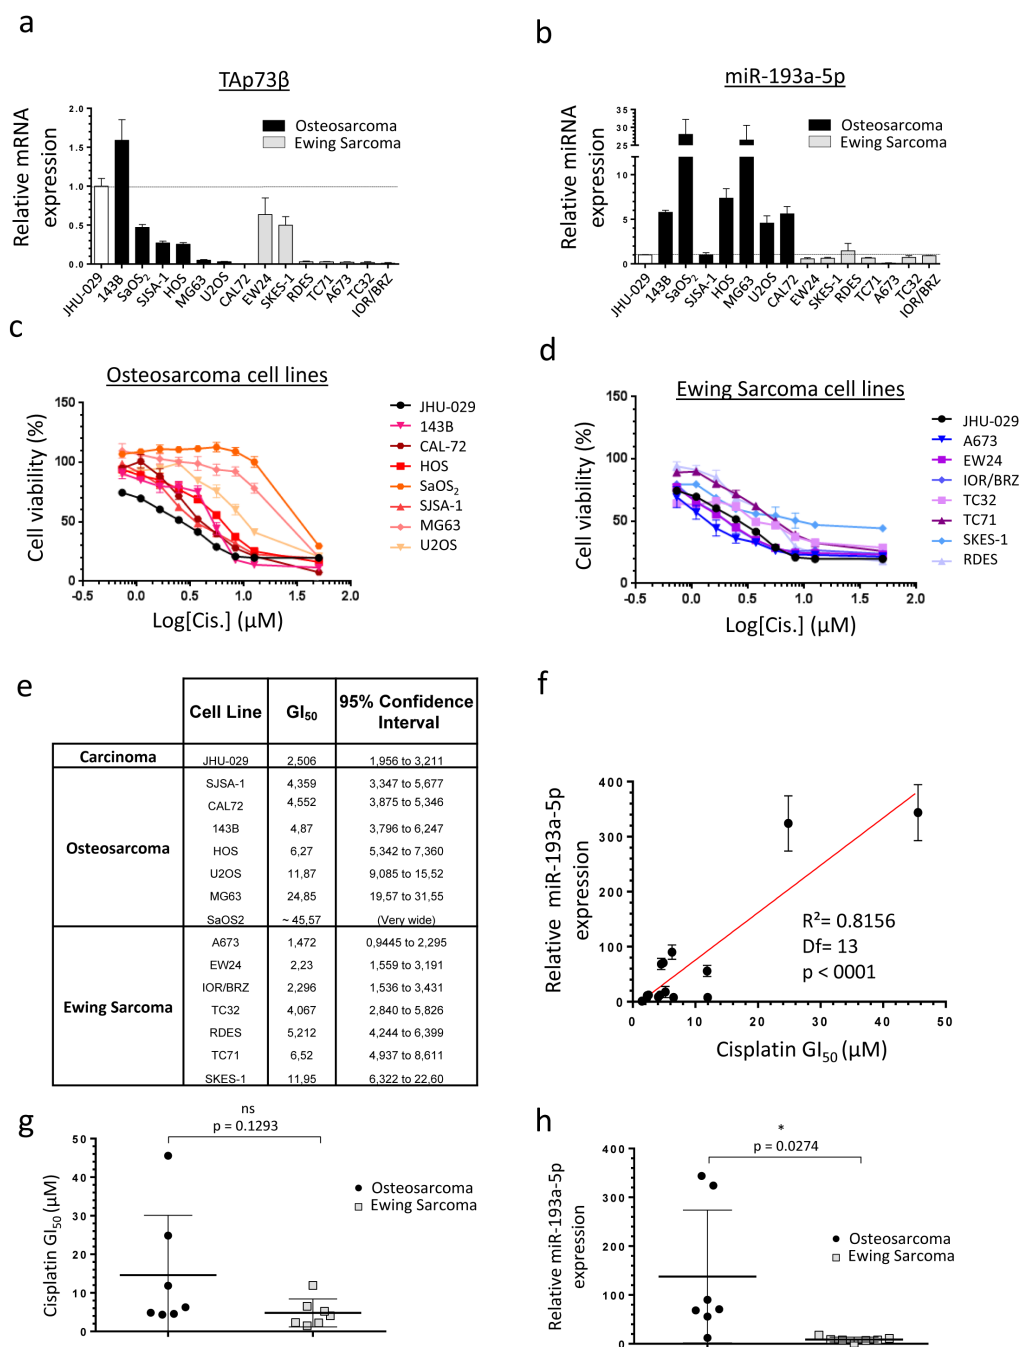 a
TAp73β
Relative mRNA
expression
2.0
1.5
1.0
0.5
0.0
Osteosarcoma
Ewing Sarcoma
JHU-029
143B
SaOS2
SJSA-1
HOS
MG63
U2OS
CAL72
EW24
SKES-1
RDES
TC71
A673
TC32
IOR/BRZ
b
miR-193a-5p
Relative miRNA
expression
35
30
25
10
5
0
Osteosarcoma
Ewing Sarcoma
JHU-029
143B
SaOS2
SJSA-1
HOS
MG63
U2OS
CAL72
EW24
SKES-1
RDES
TC71
A673
TC32
IOR/BRZ
c
Osteosarcoma cell lines
Cell viability (%)
150
100
50
0
-0.5
0.0
0.5
1.0
1.5
2.0
Log[Cis.] (μM)
JHU-029
143B
CAL-72
HOS
SaOS2
SJSA-1
MG63
U2OS
d
Ewing Sarcoma cell lines
Cell viability (%)
150
100
50
0
-0.5
0.0
0.5
1.0
1.5
2.0
Log[Cis.] (μM)
JHU-029
A673
EW24
IOR/BRZ
TC32
TC71
SKES-1
RDES
e
Cell Line GI50 95% Confidence
Interval
Carcinoma JHU-029 2,506 1,956 to 3,211
Osteosarcoma
SJSA-1 4,359 3,347 to 5,677
CAL72 4,552 3,875 to 5,346
143B 4,87 3,796 to 6,247
HOS 6,27 5,342 to 7,360
U2OS 11,87 9,085 to 15,52
MG63 24,85 19,57 to 31,55
SaOS2 ~ 45,57 (Very wide)
Ewing Sarcoma
A673 1,472 0,9445 to 2,295
EW24 2,23 1,559 to 3,191
IOR/BRZ 2,296 1,536 to 3,431
TC32 4,067 2,840 to 5,826
RDES 5,212 4,244 to 6,399
TC71 6,52 4,937 to 8,611
SKES-1 11,95 6,322 to 22,60
f
Relative miR-193a-5p
expression
400
300
200
100
0
0
10
20
30
40
50
R²= 0.8156
Df= 13
p < 0001
Cisplatin GI50 (μM)
g
ns
p = 0.1293
Cisplatin GI50 (μM)
50
40
30
20
10
0
Osteosarcoma
Ewing Sarcoma
h
*
p = 0.0274
Relative miR-193a-5p
expression
400
300
200
100
0
Osteosarcoma
Ewing Sarcoma